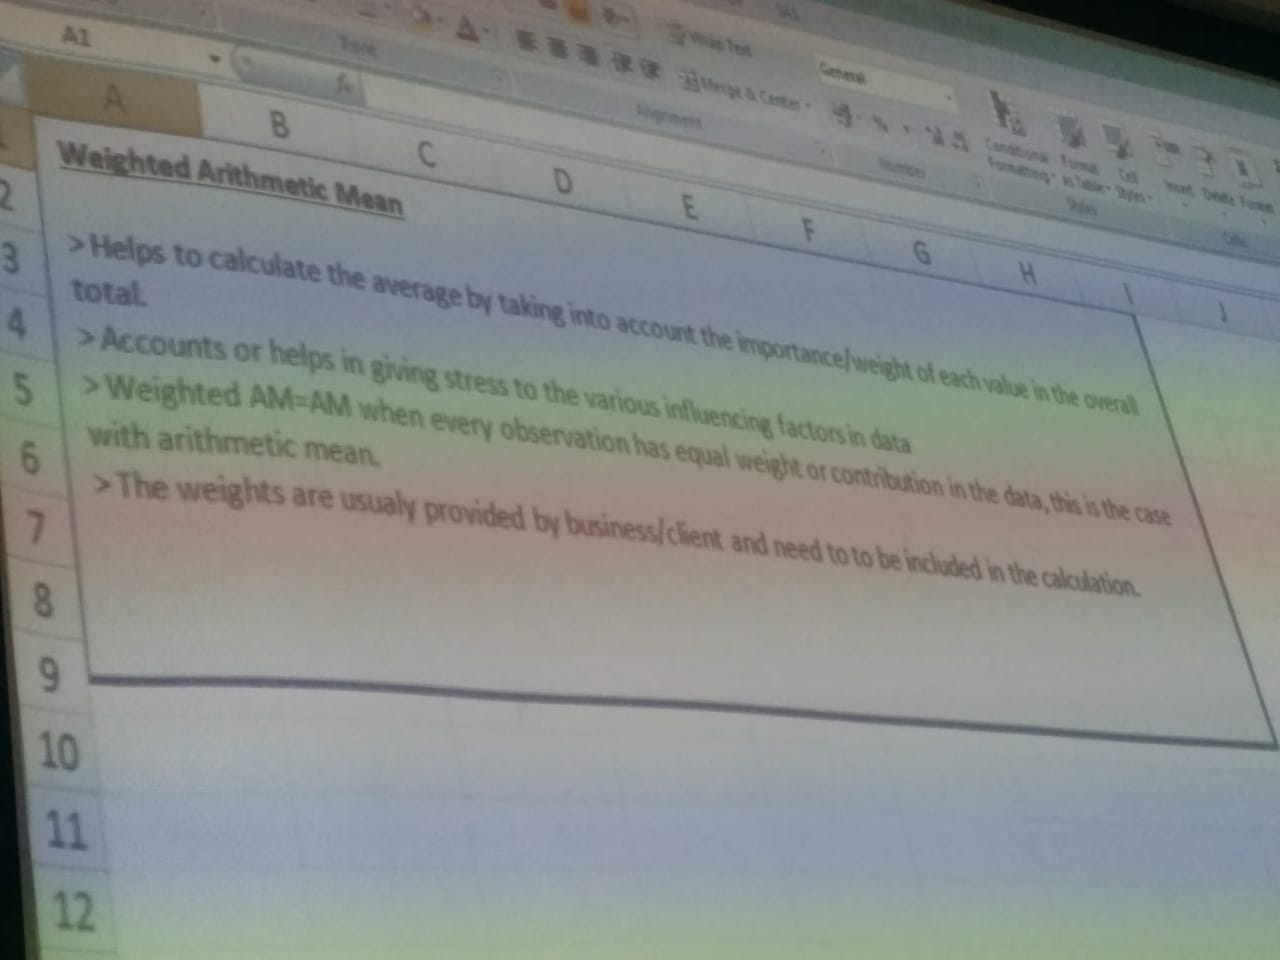 A1
Font
fx
Wrap Text
General
Merge & Center
Alignment
Number
Conditional
Formatting
Format
as Table
Cell
Styles
Insert Delete Format
Styles
Cells
A B C D E F G H I J
Weighted Arithmetic Mean
>Helps to calculate the average by taking into account the importance/weight of each value in the overall
total.
>Accounts or helps in giving stress to the various influencing factors in data
>Weighted AM=AM when every observation has equal weight or contribution in the data, this is the case
with arithmetic mean.
>The weights are usualy provided by business/client and need to to be included in the calculation.
1
2
3
4
5
6
7
8
9
10
11
12